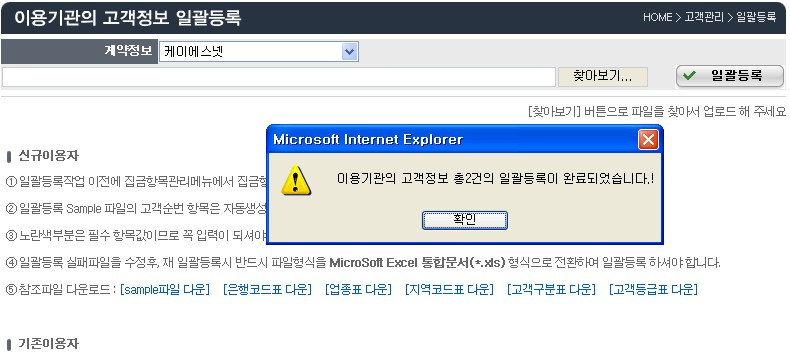 이용기관의 고객정보 일괄등록
HOME > 고객관리 > 일괄등록
계약정보
케이에스넷
찾아보기...
일괄등록
[찾아보기] 버튼으로 파일을 찾아서 업로드 해 주세요
Microsoft Internet Explorer
이용기관의 고객정보 총2건의 일괄등록이 완료되었습니다.!
확인
신규이용자
① 일괄등록작업 이전에 집금항목관리메뉴에서 집금항
② 일괄등록 Sample 파일의 고객순번 항목은 자동생성
③ 노란색부분은 필수 항목값이므로 꼭 입력이 되셔야
④ 일괄등록 실패파일을 수정후, 재 일괄등록시 반드시 파일형식을 MicroSoft Excel 통합문서(*.xls) 형식으로 전환하여 일괄등록 하셔야 합니다.
⑤ 참조파일 다운로드 : [sample파일 다운] [은행코드표 다운] [업종표 다운] [지역코드표 다운] [고객구분표 다운] [고객등급표 다운]
기존이용자